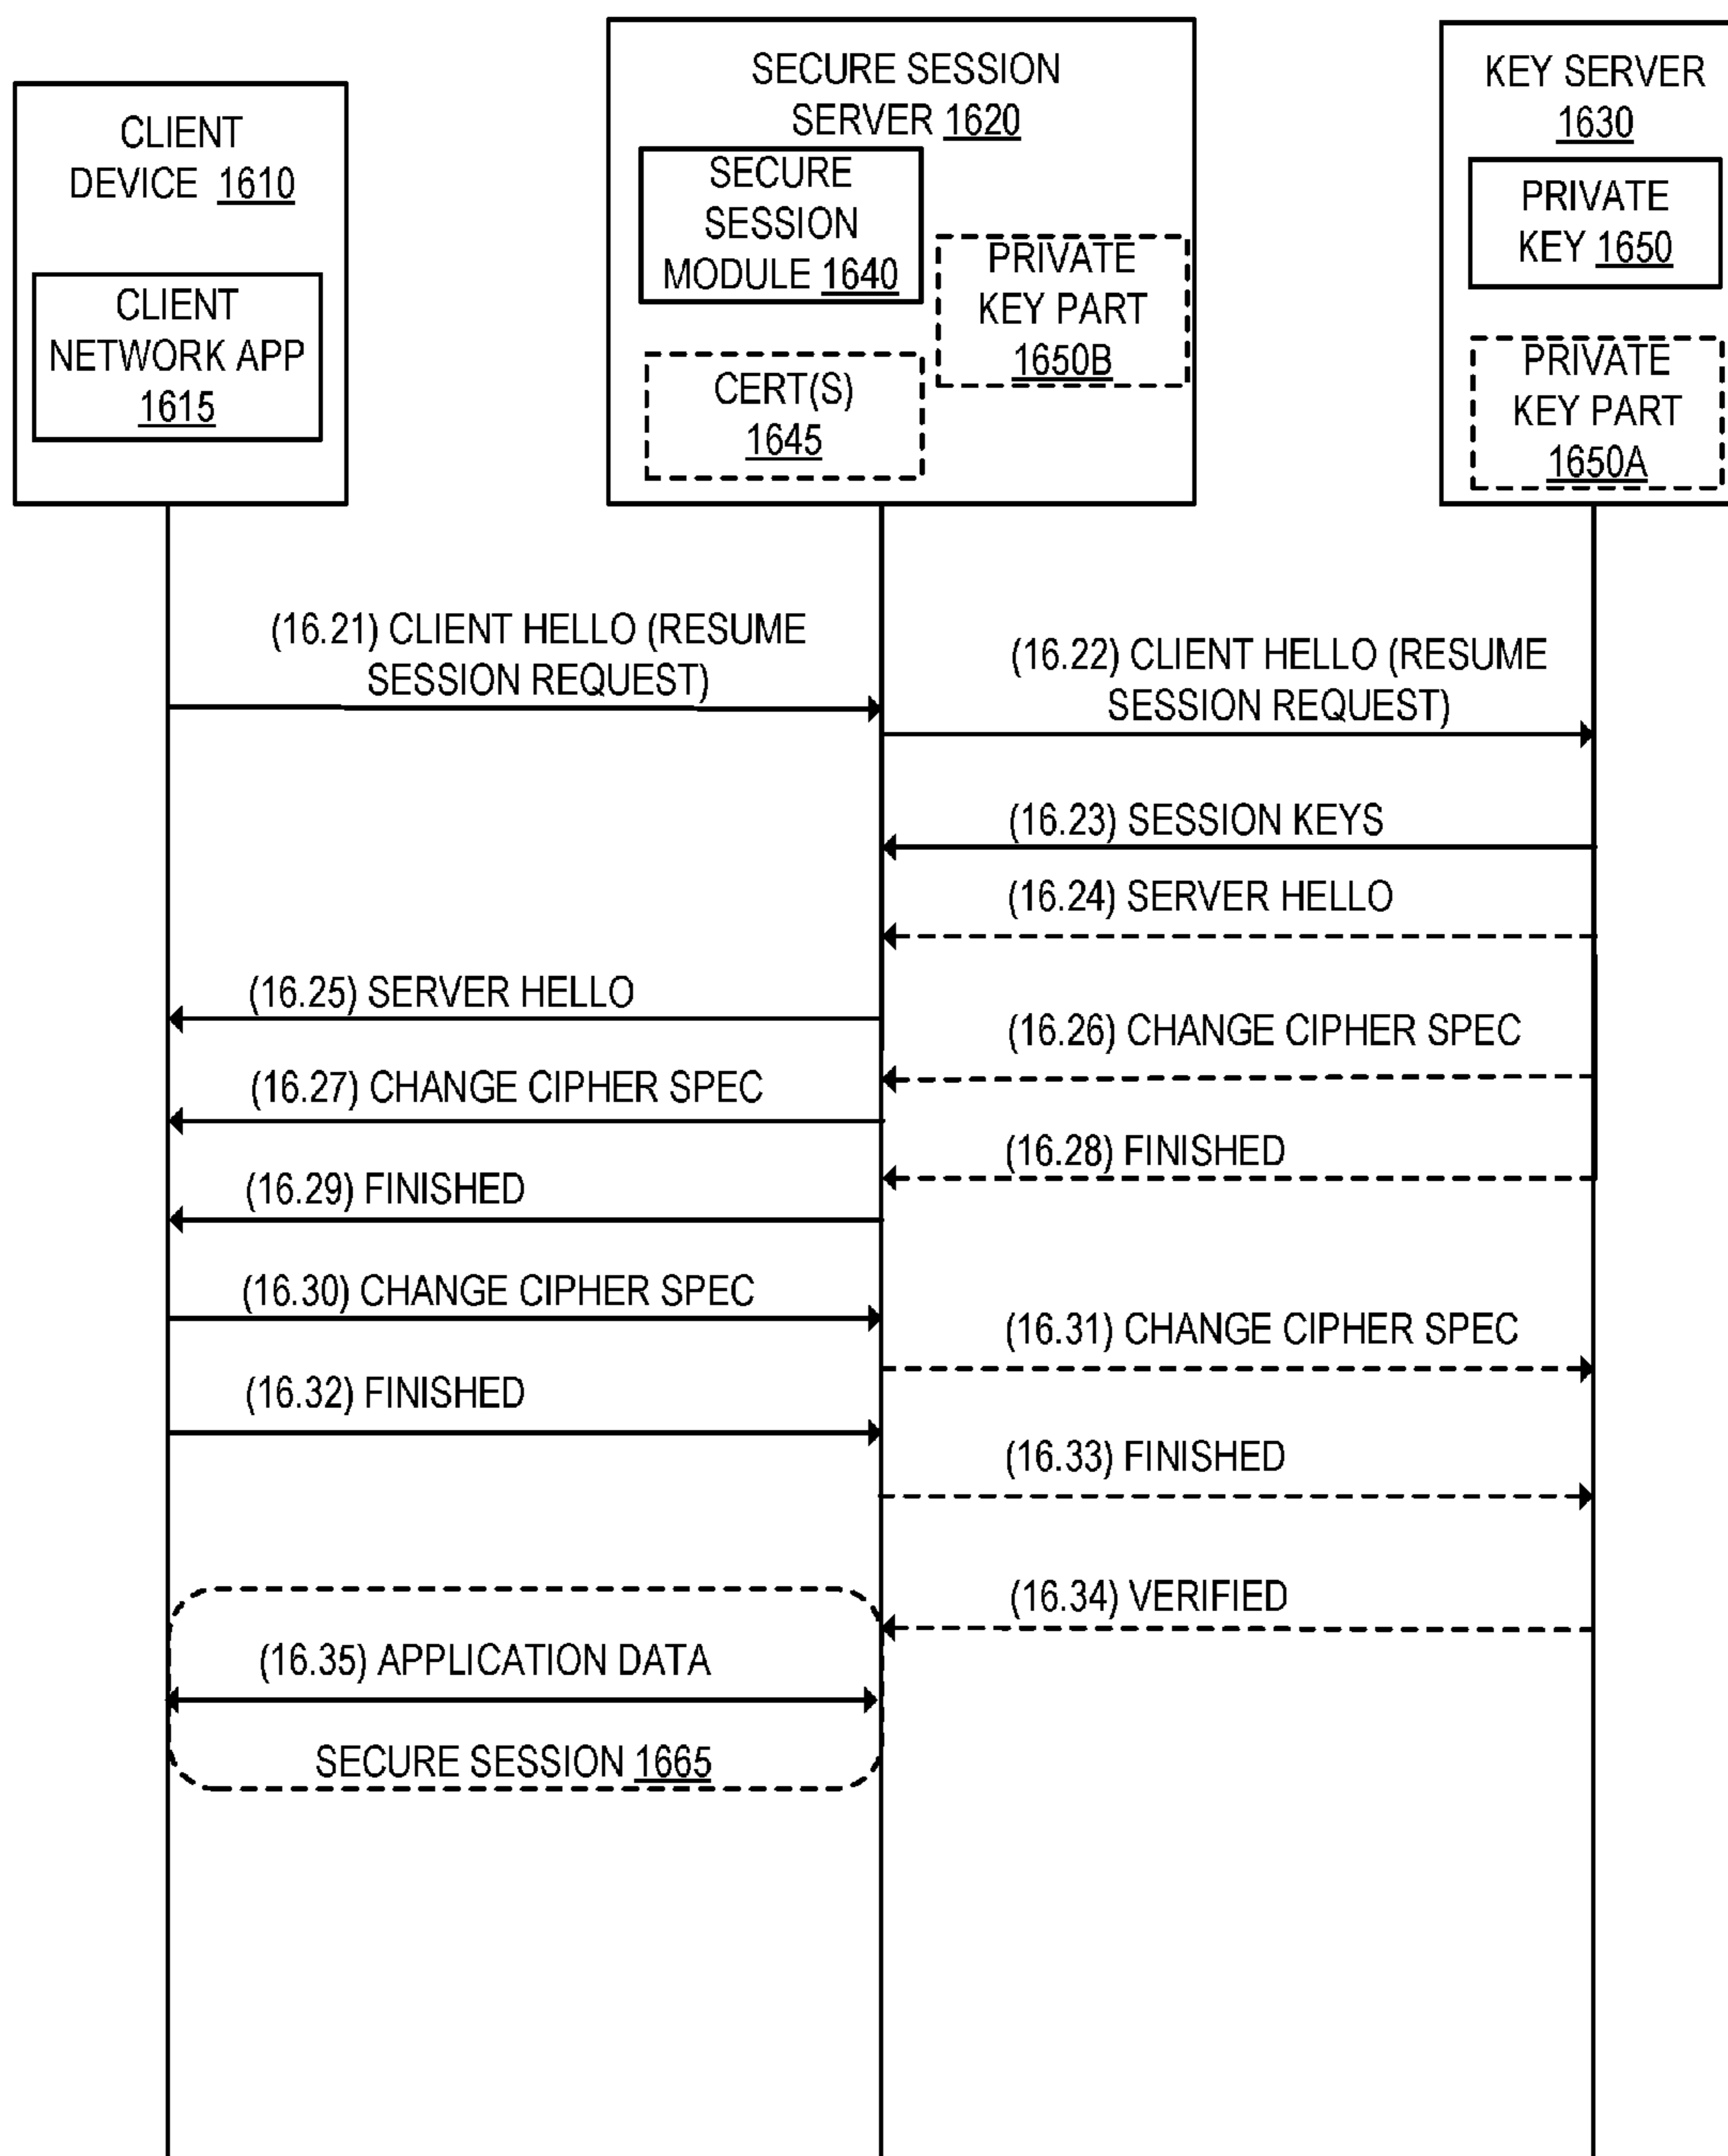 CLIENT
DEVICE 1610
CLIENT
NETWORK APP
1615
SECURE SESSION
SERVER 1620
SECURE
SESSION
MODULE 1640
PRIVATE
KEY PART
1650B
CERT(S)
1645
KEY SERVER
1630
PRIVATE
KEY 1650
PRIVATE
KEY PART
1650A
(16.21) CLIENT HELLO (RESUME
SESSION REQUEST)
(16.22) CLIENT HELLO (RESUME
SESSION REQUEST)
(16.23) SESSION KEYS
(16.24) SERVER HELLO
(16.25) SERVER HELLO
(16.26) CHANGE CIPHER SPEC
(16.27) CHANGE CIPHER SPEC
(16.28) FINISHED
(16.29) FINISHED
(16.30) CHANGE CIPHER SPEC
(16.31) CHANGE CIPHER SPEC
(16.32) FINISHED
(16.33) FINISHED
(16.34) VERIFIED
(16.35) APPLICATION DATA
SECURE SESSION 1665